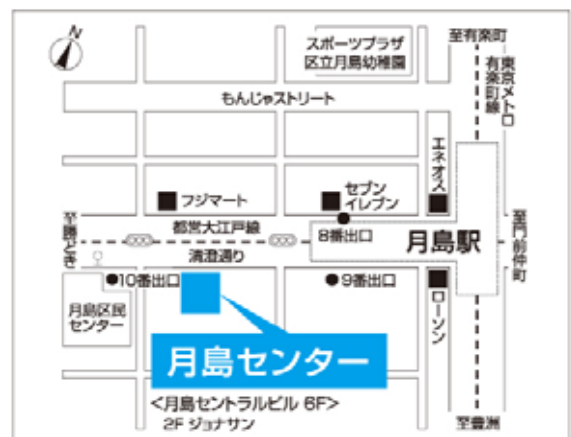 N
スポーツプラザ
区立月島幼稚園
至有楽町
東京メトロ
有楽町線
もんじゃストリート
エネオス
フジマート
セブン
イレブン
至勝どき
都営大江戸線
8番出口
月島駅
至門前仲町
清澄通り
10番出口
9番出口
月島区民
センター
ローソン
月島センター
<月島セントラルビル 6F>
2F ジョナサン
至豊洲